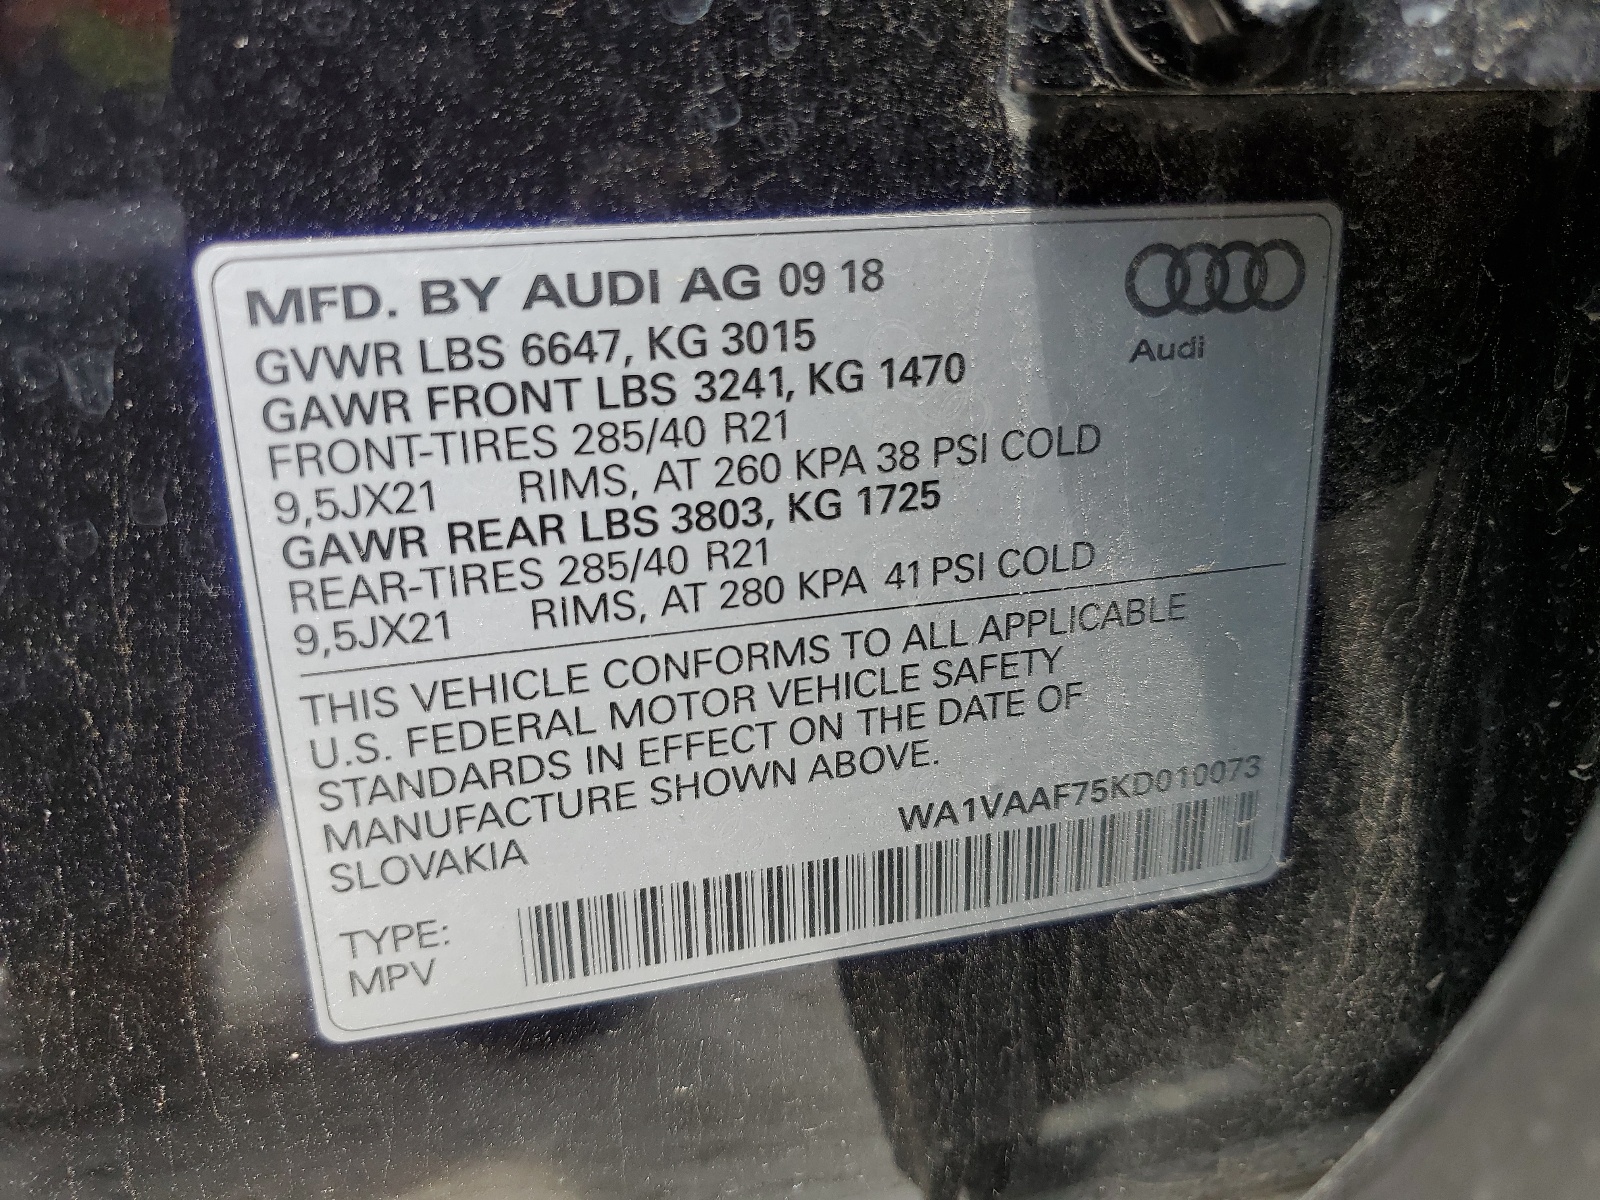 MFD. BY AUDI AG 09 18
Audi
GVWR LBS 6647, KG 3015
GAWR FRONT LBS 3241, KG 1470
FRONT-TIRES 285/40 R21
9,5JX21 RIMS, AT 260 KPA 38 PSI COLD
GAWR REAR LBS 3803, KG 1725
REAR-TIRES 285/40 R21
9,5JX21 RIMS, AT 280 KPA 41 PSI COLD
THIS VEHICLE CONFORMS TO ALL APPLICABLE
U.S. FEDERAL MOTOR VEHICLE SAFETY
STANDARDS IN EFFECT ON THE DATE OF
MANUFACTURE SHOWN ABOVE.
SLOVAKIA
WA1VAAF75KD010073
TYPE:
MPV